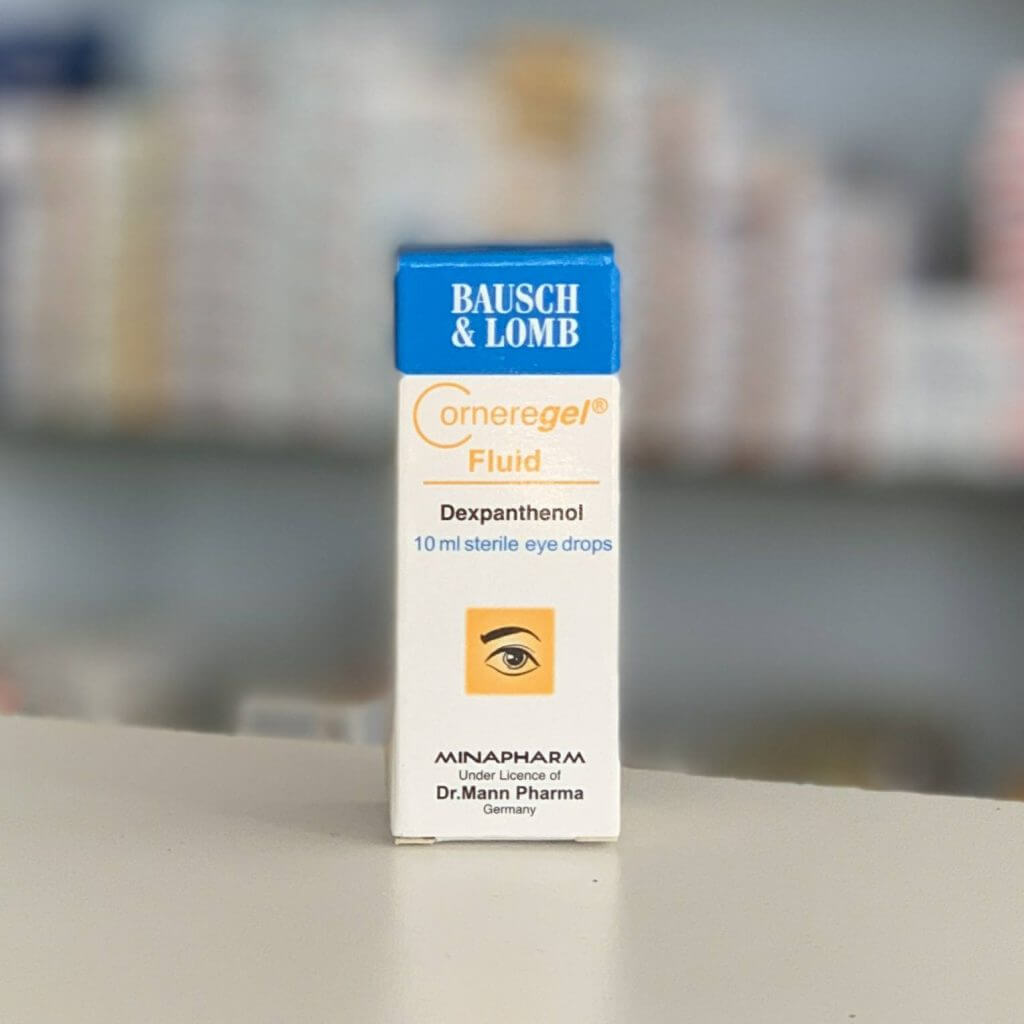 BAUSCH
& LOMB
Corneregel®
Fluid
Dexpanthenol
10 ml sterile eye drops
MINAPHARM
Under Licence of
Dr.Mann Pharma
Germany